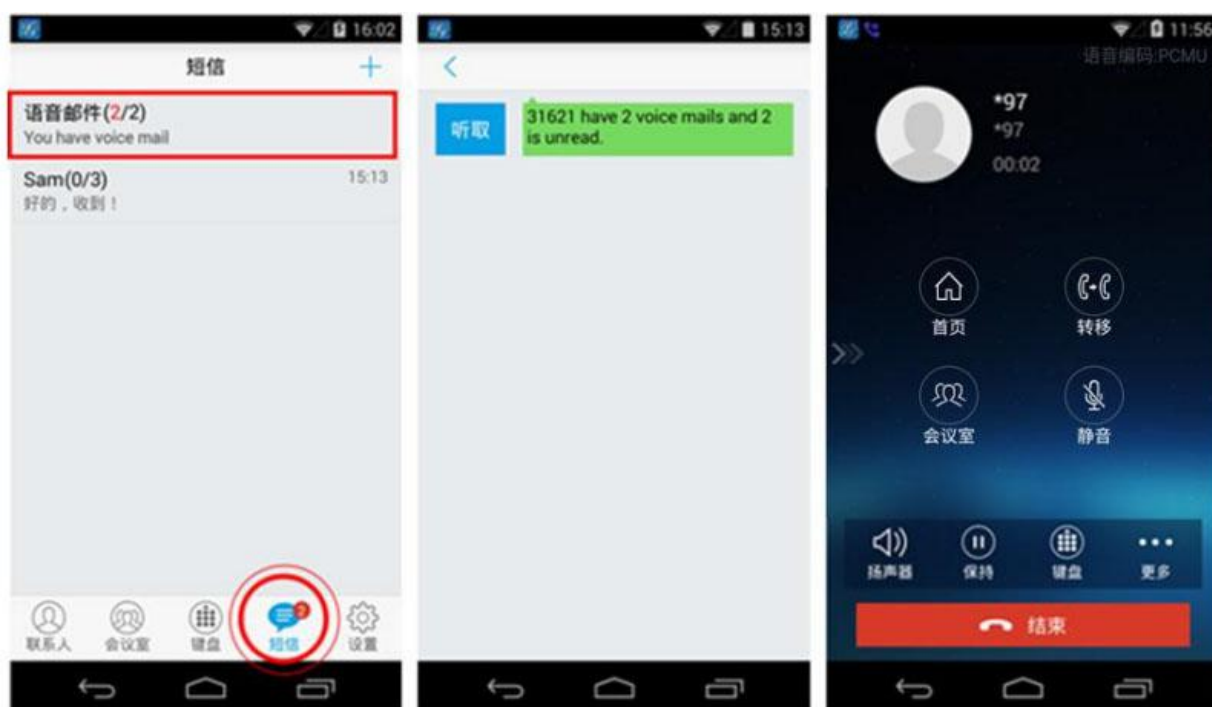 16:02
短信
+
语音邮件(2/2)
You have voice mail
Sam(0/3)
15:13
好的，收到！
2
联系人
会议室
键盘
短信
设置
15:13
听取
31621 have 2 voice mails and 2
is unread.
11:56
语音编码:PCMU
*97
*97
00:02
首页
转移
会议室
静音
扬声器
保持
键盘
更多
结束